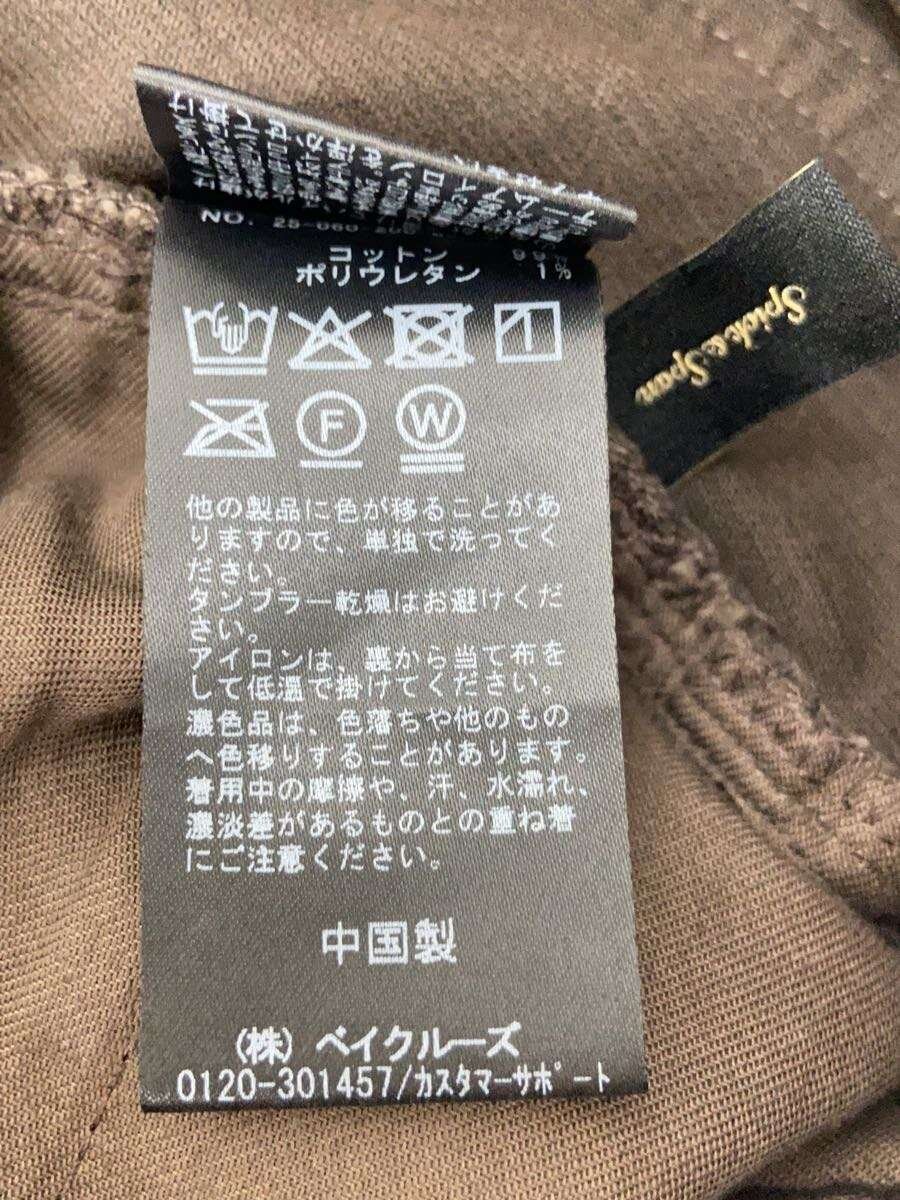 コットン 99%
ポリウレタン 1%
F
W
他の製品に色が移ることがあ
りますので、単独で洗ってく
ださい。
タンブラー乾燥はお避けくだ
さい。
アイロンは、裏から当て布を
して低温で掛けてください。
濃色品は、色落ちや他のもの
へ色移りすることがあります。
着用中の摩擦や、汗、水濡れ、
濃淡差があるものとの重ね着
にご注意ください。
中国製
(株) ベイクルーズ
0120-301457/カスタマーサポート
Spick & Span